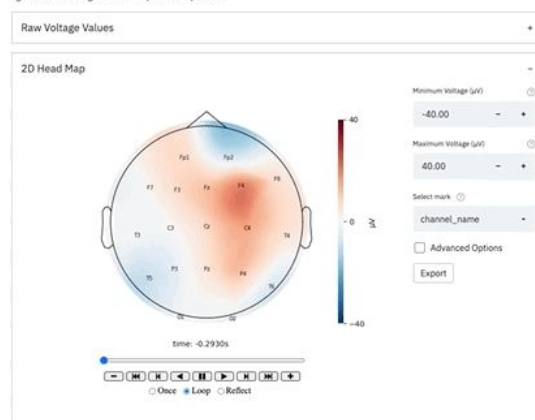 Raw Voltage Values
+
2D Head Map
−
Minimum Voltage (μV)
-40.00 − +
Maximum Voltage (μV)
40.00 − +
Select mark
channel_name
Advanced Options
Export
40
0
−40
μV
Fp1 Fp2
F7 F3 Fz F4 F8
T3 C3 Cz C4 T4
T5 P3 Pz P4 T6
O1 O2
time: -0.2930s
− +
Once Loop Reflect